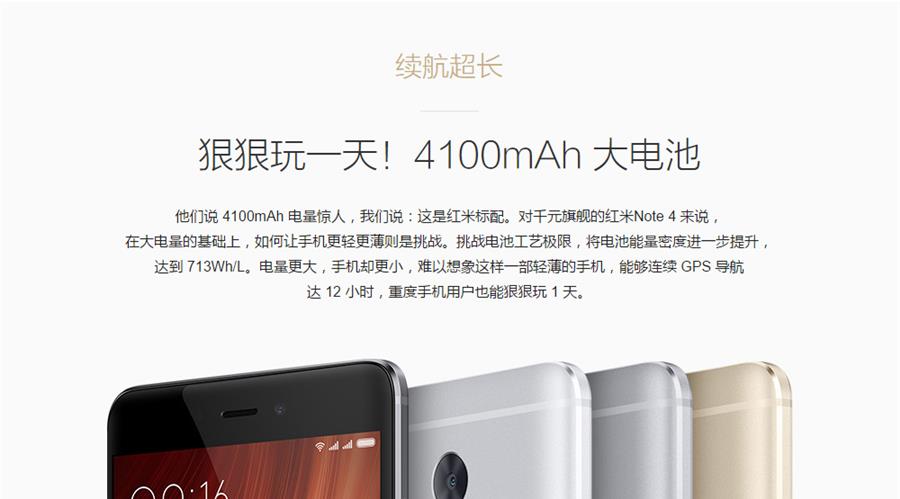 续航超长
狠狠玩一天！4100mAh 大电池
他们说 4100mAh 电量惊人，我们说：这是红米标配。对千元旗舰的红米Note 4 来说，
在大电量的基础上，如何让手机更轻更薄则是挑战。挑战电池工艺极限，将电池能量密度进一步提升，
达到 713Wh/L。电量更大，手机却更小，难以想象这样一部轻薄的手机，能够连续 GPS 导航
达 12 小时，重度手机用户也能狠狠玩 1 天。
00:16